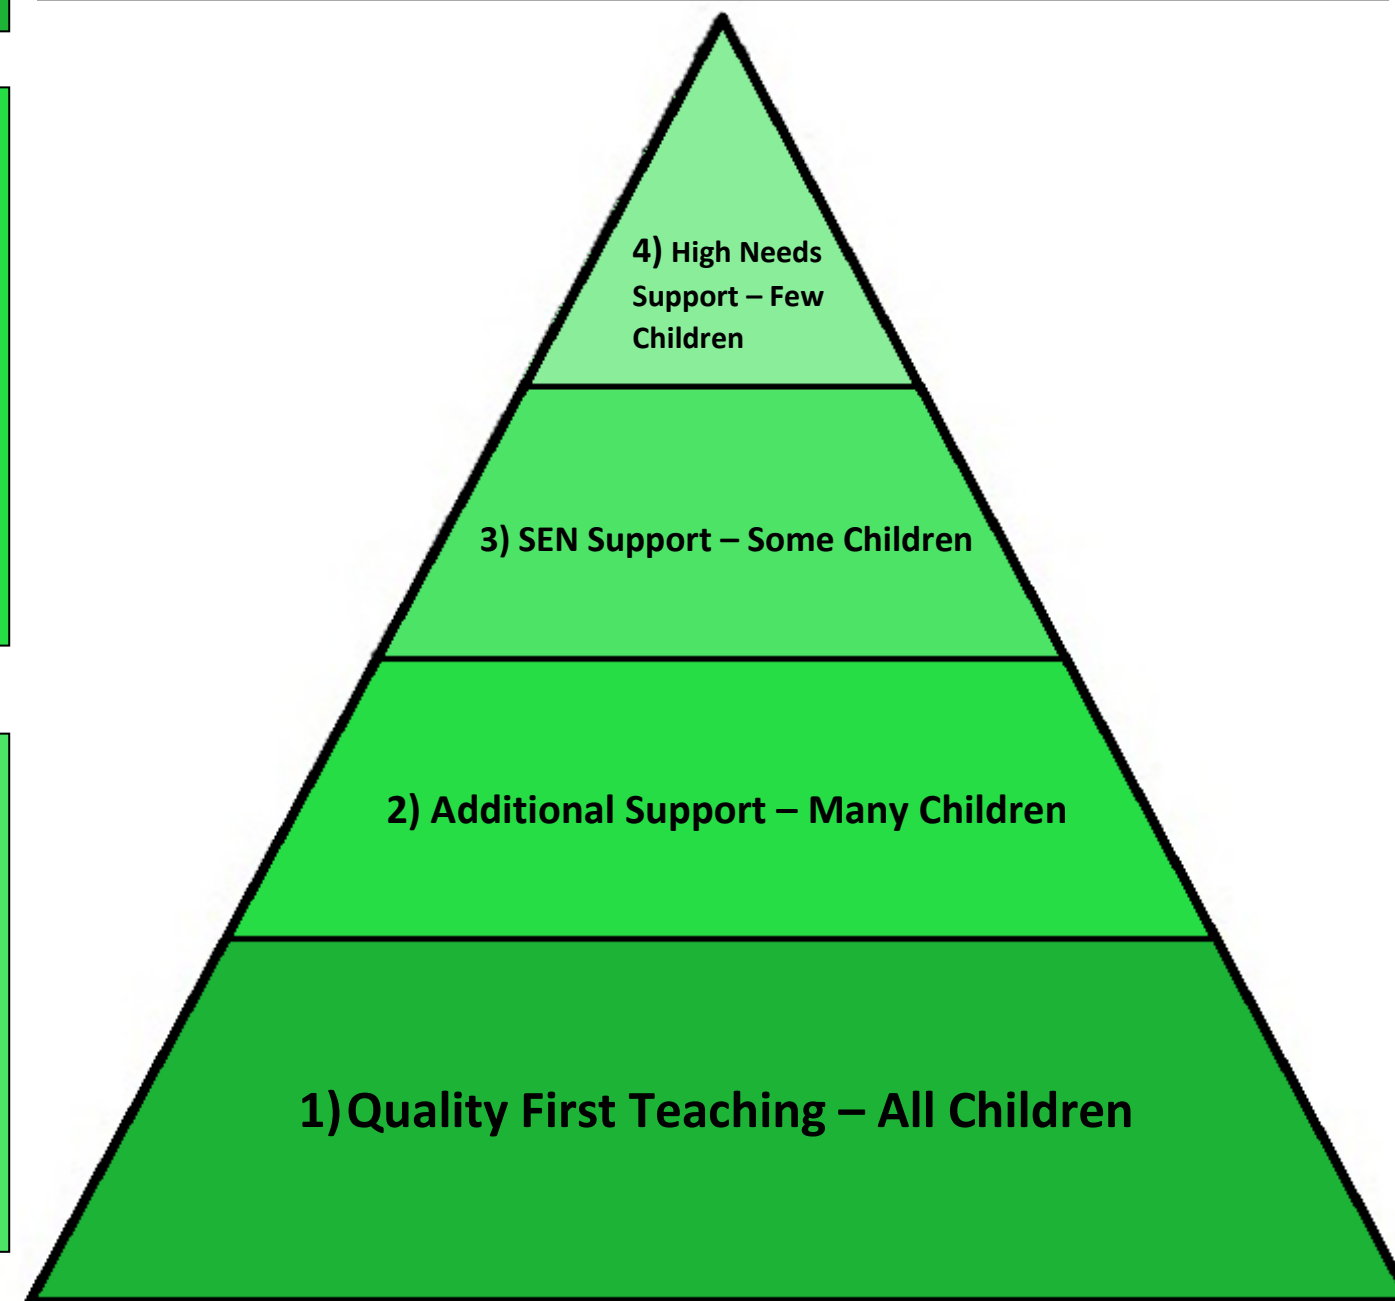 4) High Needs
Support – Few
Children
3) SEN Support – Some Children
2) Additional Support – Many Children
1) Quality First Teaching – All Children